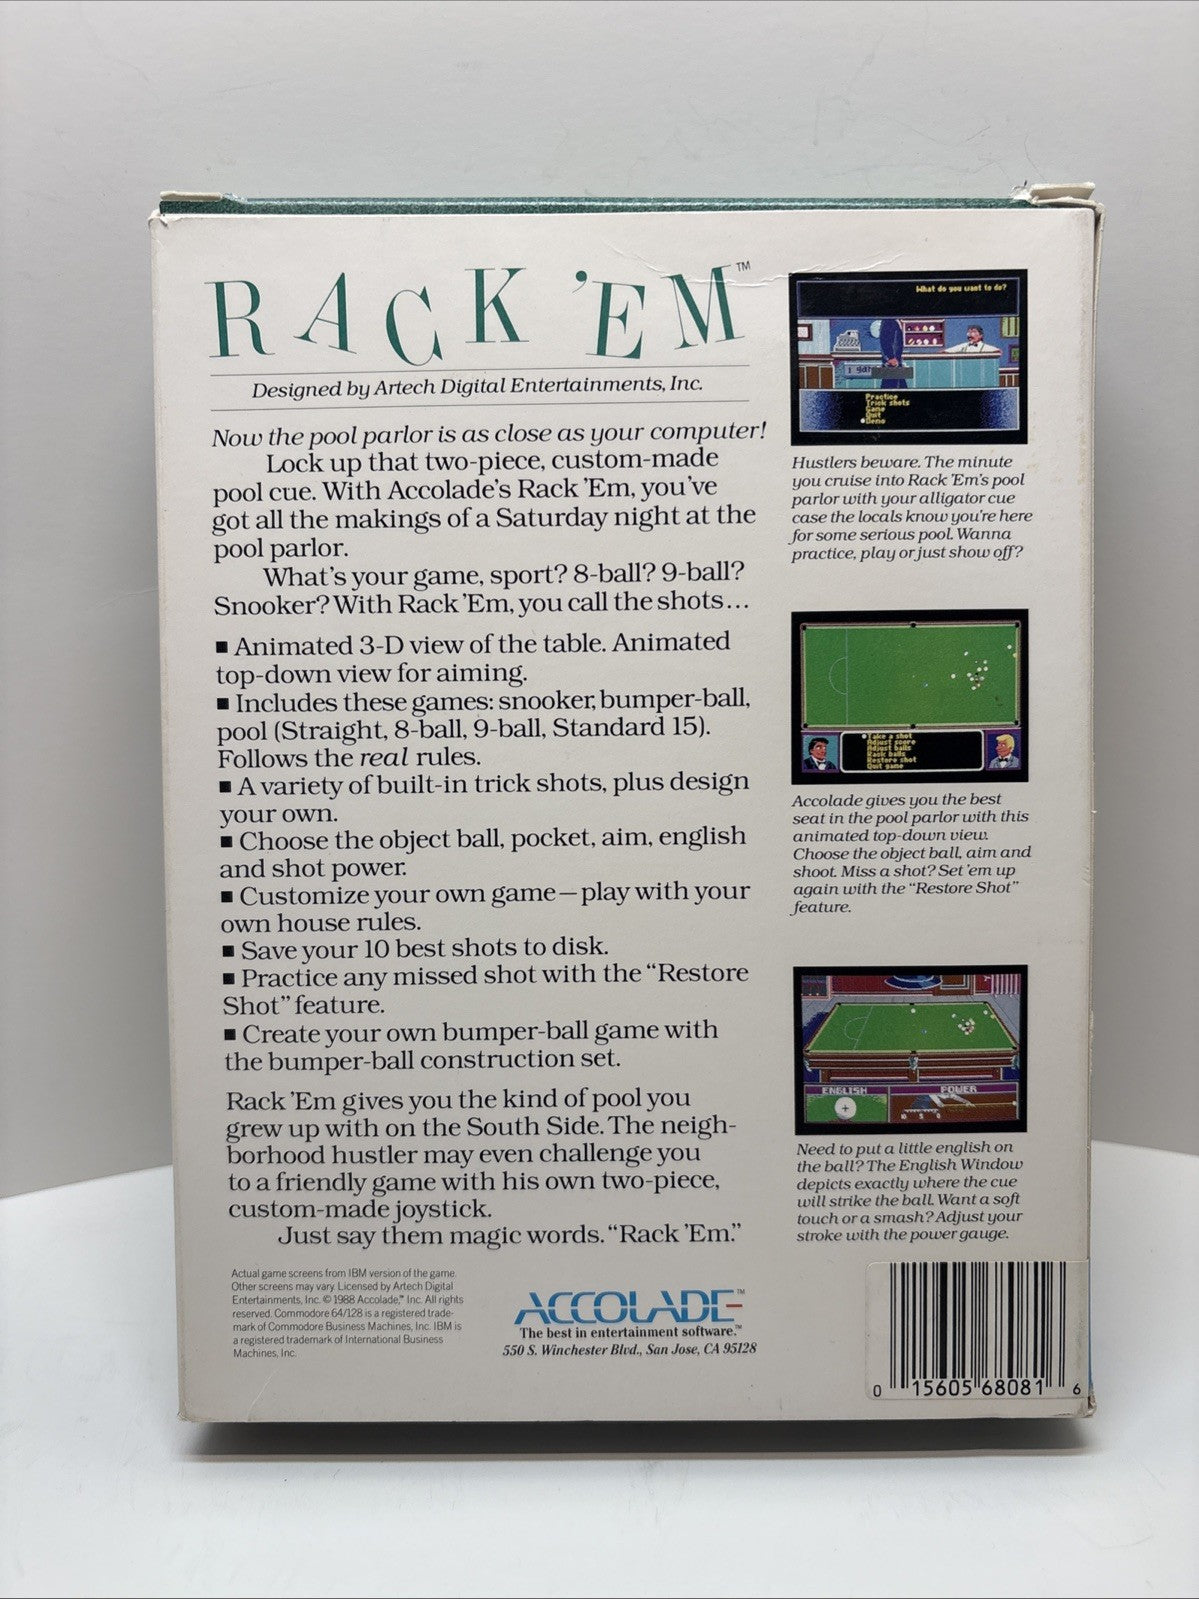 RACK 'EM™
Designed by Artech Digital Entertainments, Inc.
Now the pool parlor is as close as your computer!
Lock up that two-piece, custom-made
pool cue. With Accolade's Rack 'Em, you've
got all the makings of a Saturday night at the
pool parlor.
What's your game, sport? 8-ball? 9-ball?
Snooker? With Rack 'Em, you call the shots...
■ Animated 3-D view of the table. Animated
top-down view for aiming.
■ Includes these games: snooker, bumper-ball,
pool (Straight, 8-ball, 9-ball, Standard 15).
Follows the real rules.
■ A variety of built-in trick shots, plus design
your own.
■ Choose the object ball, pocket, aim, english
and shot power.
■ Customize your own game—play with your
own house rules.
■ Save your 10 best shots to disk.
■ Practice any missed shot with the “Restore
Shot” feature.
■ Create your own bumper-ball game with
the bumper-ball construction set.
Rack 'Em gives you the kind of pool you
grew up with on the South Side. The neigh-
borhood hustler may even challenge you
to a friendly game with his own two-piece,
custom-made joystick.
Just say them magic words. “Rack 'Em.”
Actual game screens from IBM version of the game.
Other screens may vary. Licensed by Artech Digital
Entertainments, Inc. © 1988 Accolade,™ Inc. All rights
reserved. Commodore 64/128 is a registered trade-
mark of Commodore Business Machines, Inc. IBM is
a registered trademark of International Business
Machines, Inc.
ACCOLADE™
The best in entertainment software.™
550 S. Winchester Blvd., San Jose, CA 95128
What do you want to do?
Practice
Trick shots
Game
Quit
Demo
Hustlers beware. The minute
you cruise into Rack 'Em's pool
parlor with your alligator cue
case the locals know you're here
for some serious pool. Wanna
practice, play or just show off?
Take a shot
Adjust score
Adjust balls
Rack balls
Restore shot
Quit game
Accolade gives you the best
seat in the pool parlor with this
animated top-down view.
Choose the object ball, aim and
shoot. Miss a shot? Set 'em up
again with the “Restore Shot”
feature.
ENGLISH POWER
Need to put a little english on
the ball? The English Window
depicts exactly where the cue
will strike the ball. Want a soft
touch or a smash? Adjust your
stroke with the power gauge.
0 15605 68081 6